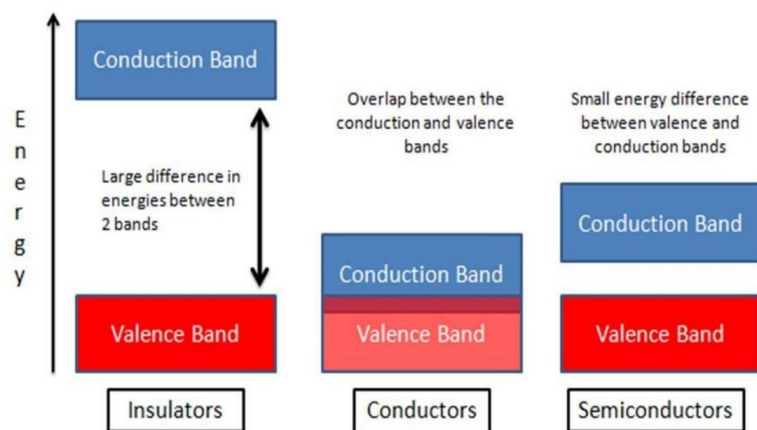 Energy
Conduction Band
Large difference in
energies between
2 bands
Valence Band
Insulators
Overlap between the
conduction and valence
bands
Conduction Band
Valence Band
Conductors
Small energy difference
between valence and
conduction bands
Conduction Band
Valence Band
Semiconductors